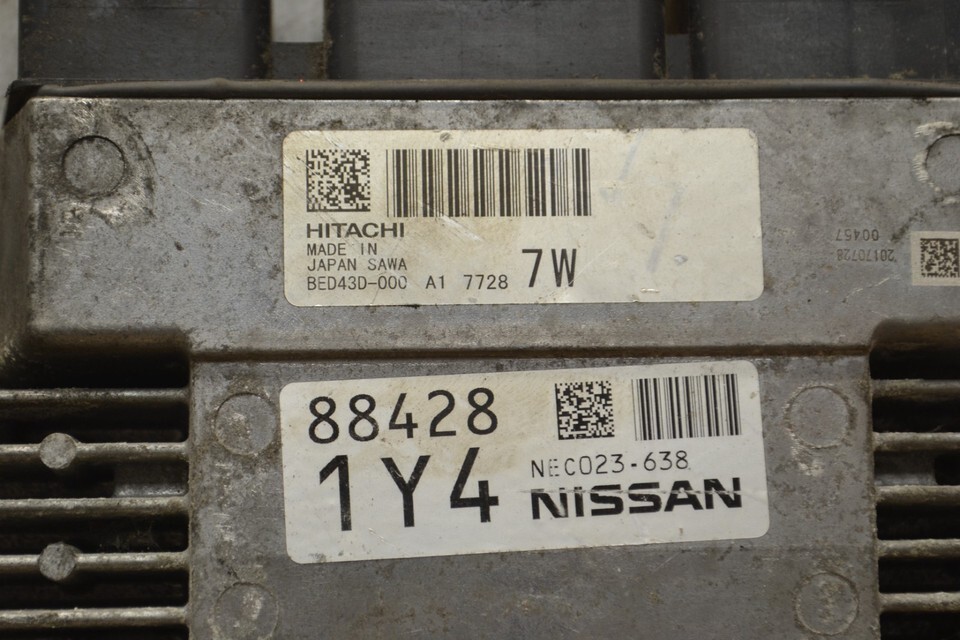 HITACHI
MADE IN
JAPAN SAWA
BED43D-000 A1 7728 7W
20170728
00457
88428
1Y4
NEC023-638
NISSAN